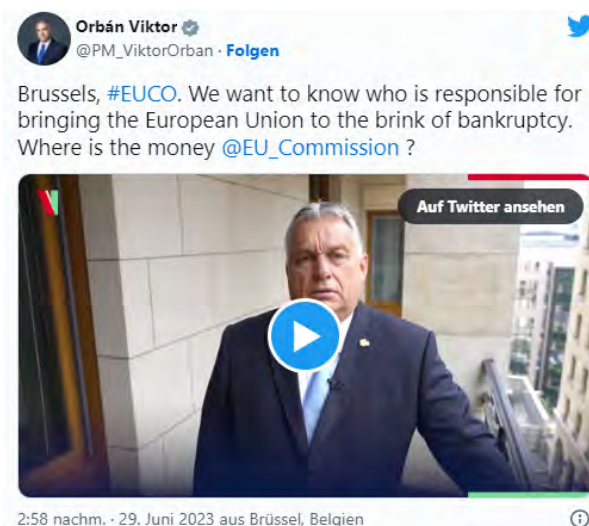 Orbán Viktor
@PM_ViktorOrban · Folgen
Brussels, #EUCO. We want to know who is responsible for
bringing the European Union to the brink of bankruptcy.
Where is the money @EU_Commission ?
Auf Twitter ansehen
2:58 nachm. · 29. Juni 2023 aus Brüssel, Belgien